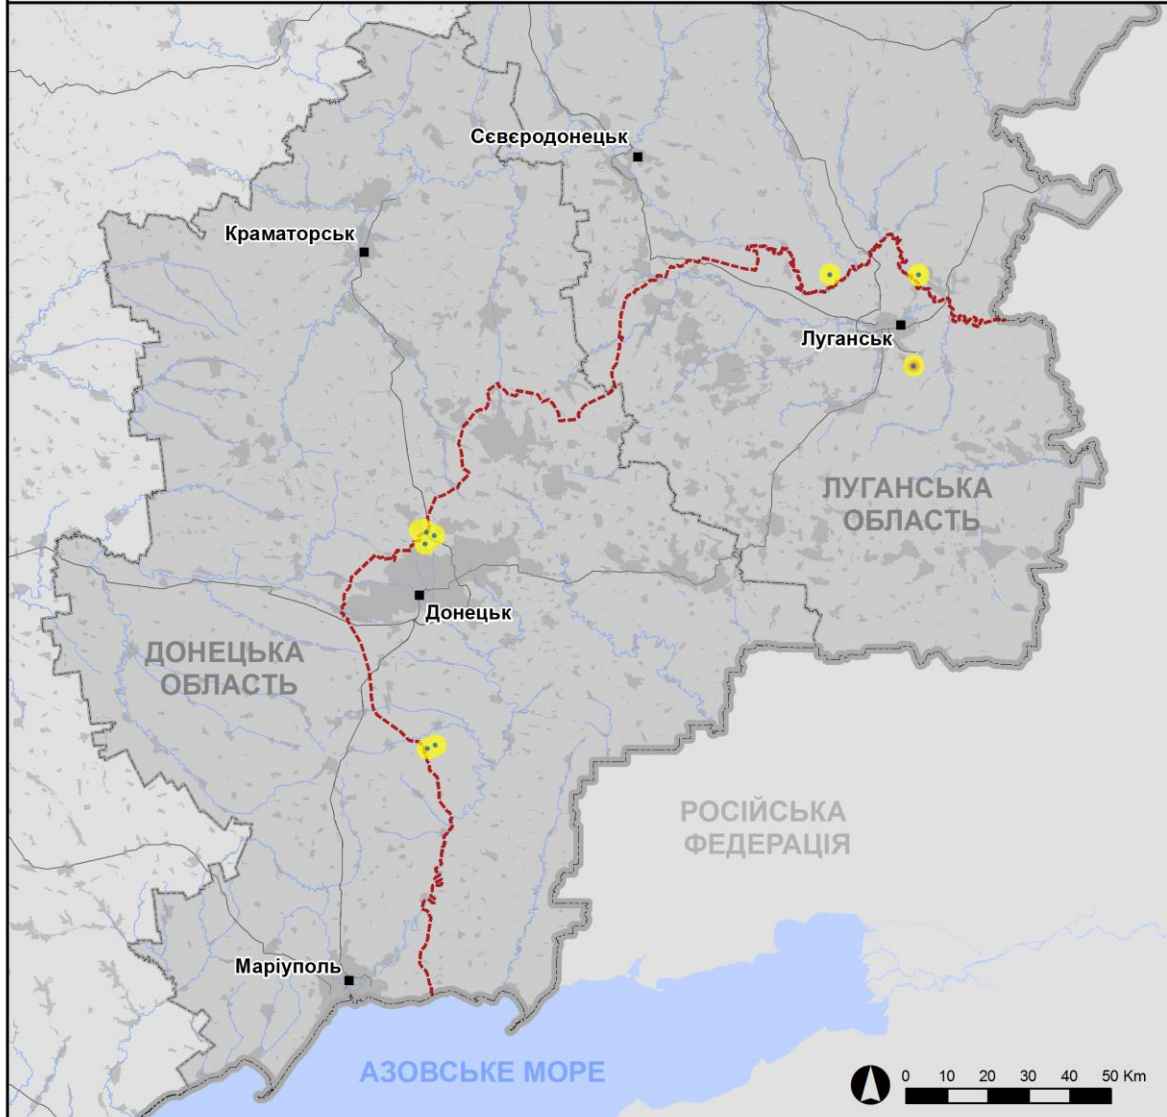 Сєвєродонецьк
Краматорськ
Луганськ
ЛУГАНСЬКА
ОБЛАСТЬ
Донецьк
ДОНЕЦЬКА
ОБЛАСТЬ
РОСІЙСЬКА
ФЕДЕРАЦІЯ
Маріуполь
АЗОВСЬКЕ МОРЕ
0 10 20 30 40 50 Km